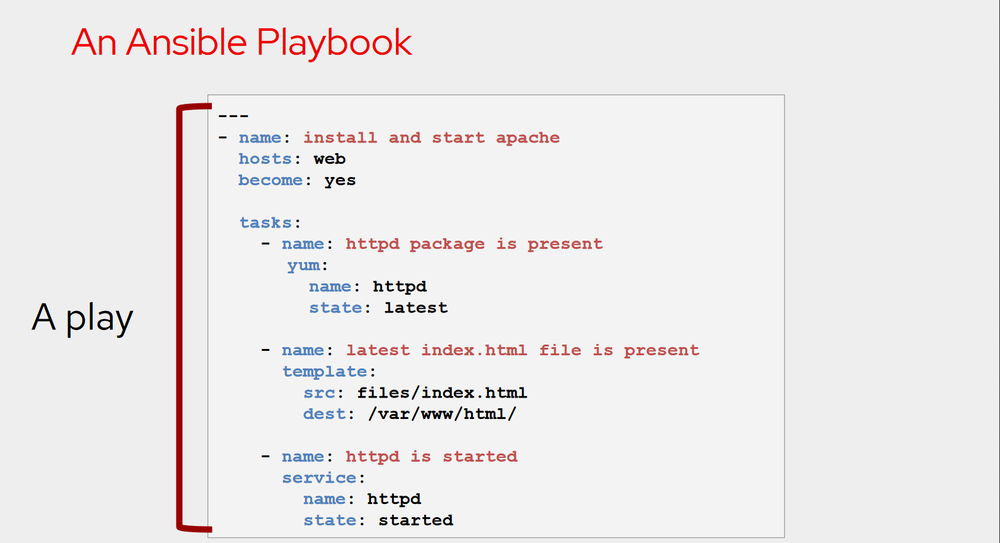 An Ansible Playbook
A play
---
- name: install and start apache
  hosts: web
  become: yes

  tasks:
    - name: httpd package is present
      yum:
        name: httpd
        state: latest

    - name: latest index.html file is present
      template:
        src: files/index.html
        dest: /var/www/html/

    - name: httpd is started
      service:
        name: httpd
        state: started